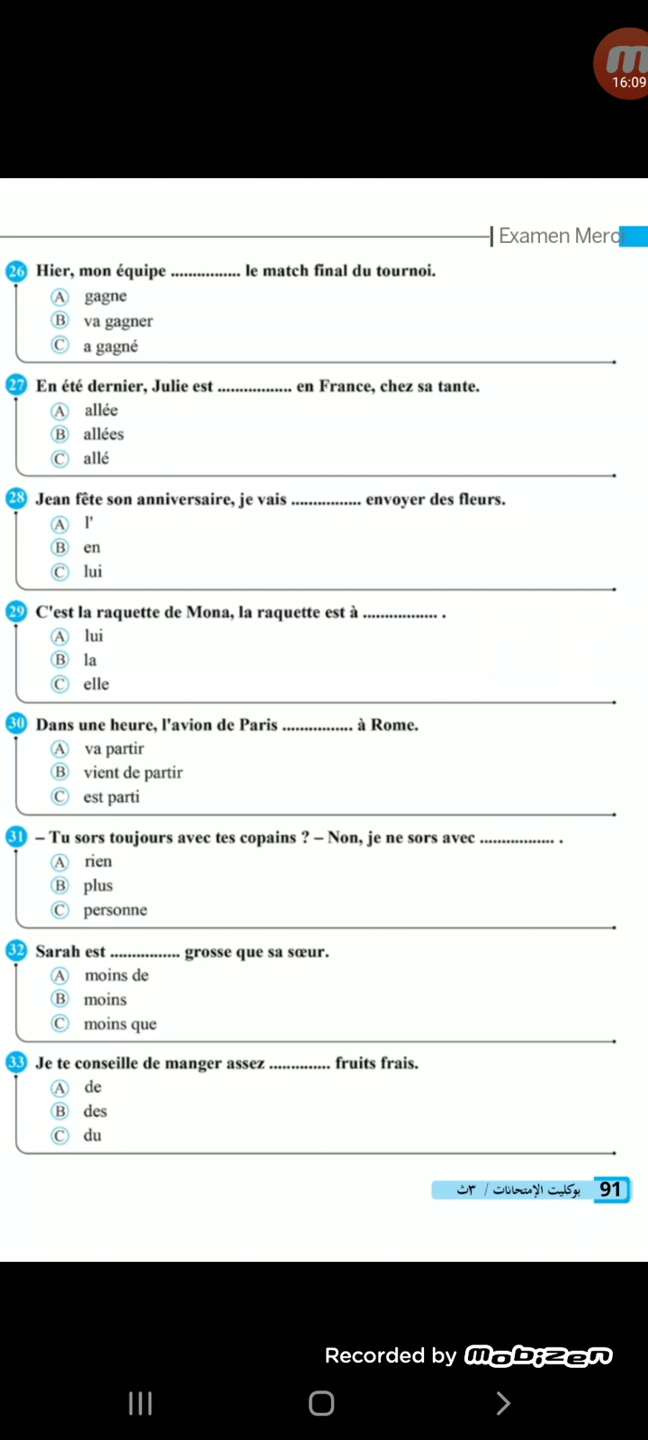 16:09
Examen Merci
26 Hier, mon équipe ................ le match final du tournoi.
A gagne
B va gagner
C a gagné
27 En été dernier, Julie est ................. en France, chez sa tante.
A allée
B allées
C allé
28 Jean fête son anniversaire, je vais ................ envoyer des fleurs.
A l'
B en
C lui
29 C'est la raquette de Mona, la raquette est à ................. .
A lui
B la
C elle
30 Dans une heure, l'avion de Paris ................ à Rome.
A va partir
B vient de partir
C est parti
31 – Tu sors toujours avec tes copains ? – Non, je ne sors avec ................. .
A rien
B plus
C personne
32 Sarah est ................ grosse que sa sœur.
A moins de
B moins
C moins que
33 Je te conseille de manger assez .............. fruits frais.
A de
B des
C du
بوكليت الإمتحانات / ٣ث 91
Recorded by mobizen